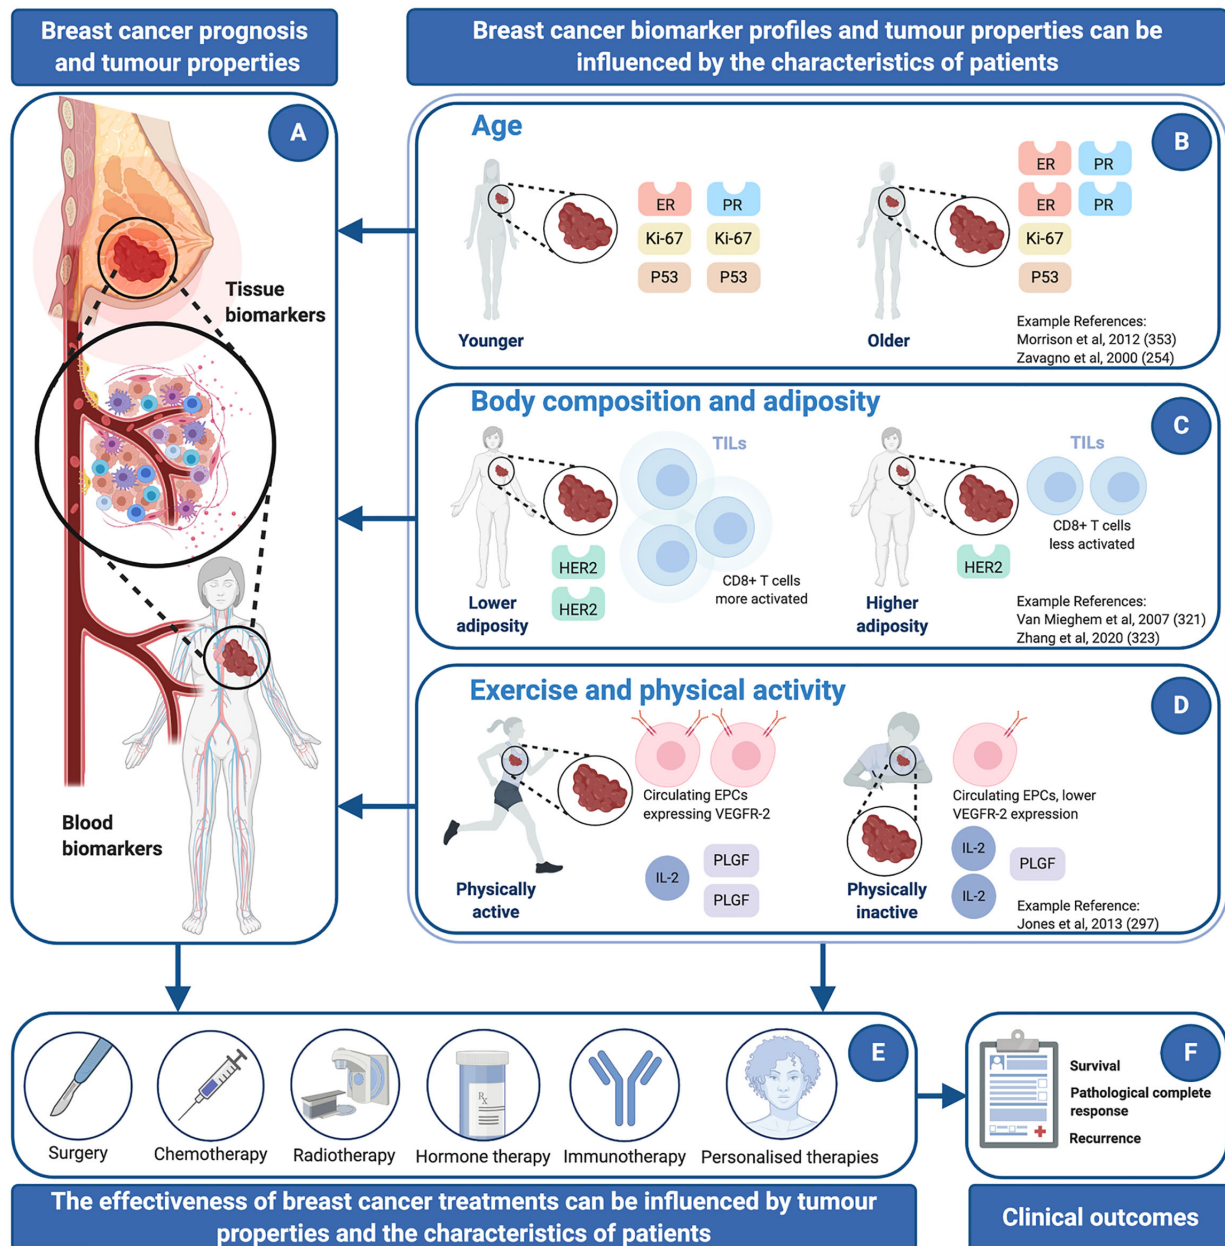 Breast cancer prognosis
and tumour properties
Breast cancer biomarker profiles and tumour properties can be
influenced by the characteristics of patients
A
Tissue
biomarkers
Blood
biomarkers
Age
B
ER
PR
Ki-67
Ki-67
P53
P53
Younger
ER
PR
ER
PR
Ki-67
P53
Older
Example References:
Morrison et al, 2012 (353)
Zavagno et al, 2000 (254)
Body composition and adiposity
C
TILs
HER2
HER2
CD8+ T cells
more activated
Lower
adiposity
TILs
CD8+ T cells
less activated
HER2
Higher
adiposity
Example References:
Van Mieghem et al, 2007 (321)
Zhang et al, 2020 (323)
Exercise and physical activity
D
Circulating EPCs
expressing VEGFR-2
IL-2
PLGF
PLGF
Physically
active
Circulating EPCs, lower
VEGFR-2 expression
IL-2
IL-2
PLGF
Physically
inactive
Example Reference:
Jones et al, 2013 (297)
E
Rx
Surgery
Chemotherapy
Radiotherapy
Hormone therapy
Immunotherapy
Personalised therapies
The effectiveness of breast cancer treatments can be influenced by tumour
properties and the characteristics of patients
F
Survival
Pathological complete
response
Recurrence
Clinical outcomes